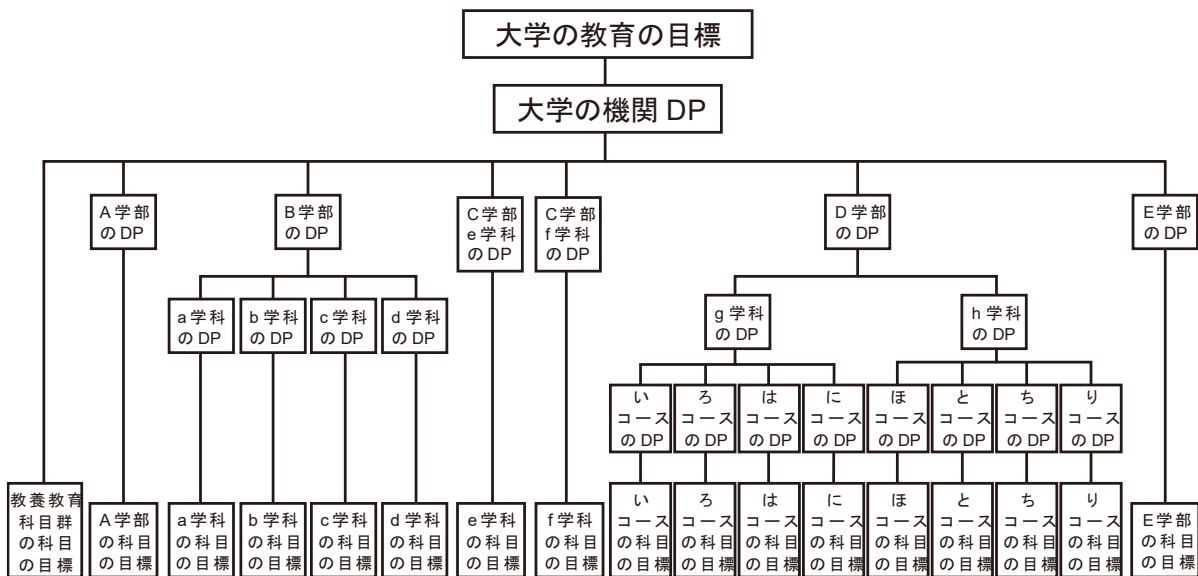 大学の教育の目標
大学の機関 DP
A学部
のDP
B学部
のDP
C学部
e学科
のDP
C学部
f学科
のDP
D学部
のDP
E学部
のDP
a学科
のDP
b学科
のDP
c学科
のDP
d学科
のDP
g学科
のDP
h学科
のDP
い
コース
のDP
ろ
コース
のDP
は
コース
のDP
に
コース
のDP
ほ
コース
のDP
と
コース
のDP
ち
コース
のDP
り
コース
のDP
教養教育
科目群
の科目
の目標
A学部
の科目
の目標
a学科
の科目
の目標
b学科
の科目
の目標
c学科
の科目
の目標
d学科
の科目
の目標
e学科
の科目
の目標
f学科
の科目
の目標
い
コース
の科目
の目標
ろ
コース
の科目
の目標
は
コース
の科目
の目標
に
コース
の科目
の目標
ほ
コース
の科目
の目標
と
コース
の科目
の目標
ち
コース
の科目
の目標
り
コース
の科目
の目標
E学部
の科目
の目標